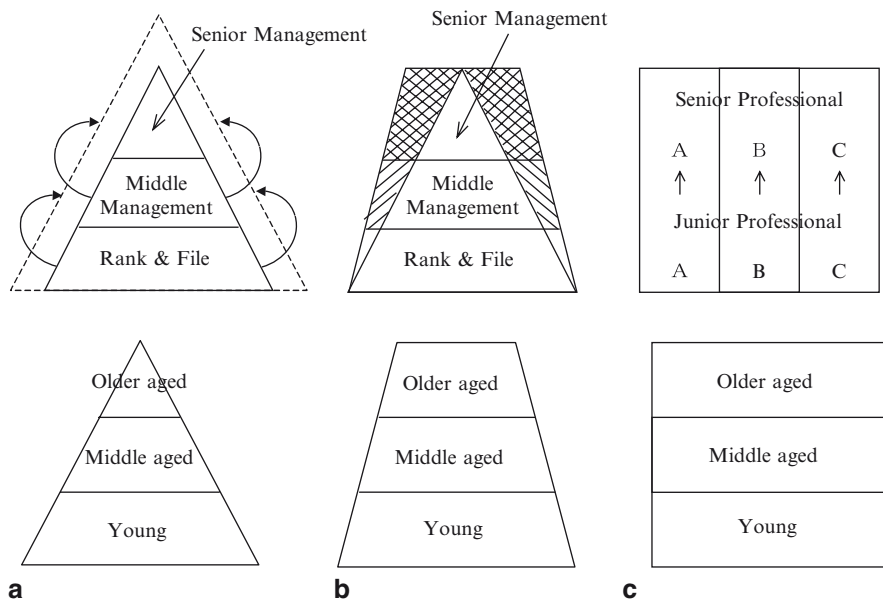 Senior Management
Middle
Management
Rank & File
Senior Management
Middle
Management
Rank & File
Senior Professional
A B C
Junior Professional
A B C
Older aged
Middle aged
Young
Older aged
Middle aged
Young
Older aged
Middle aged
Young
a b c